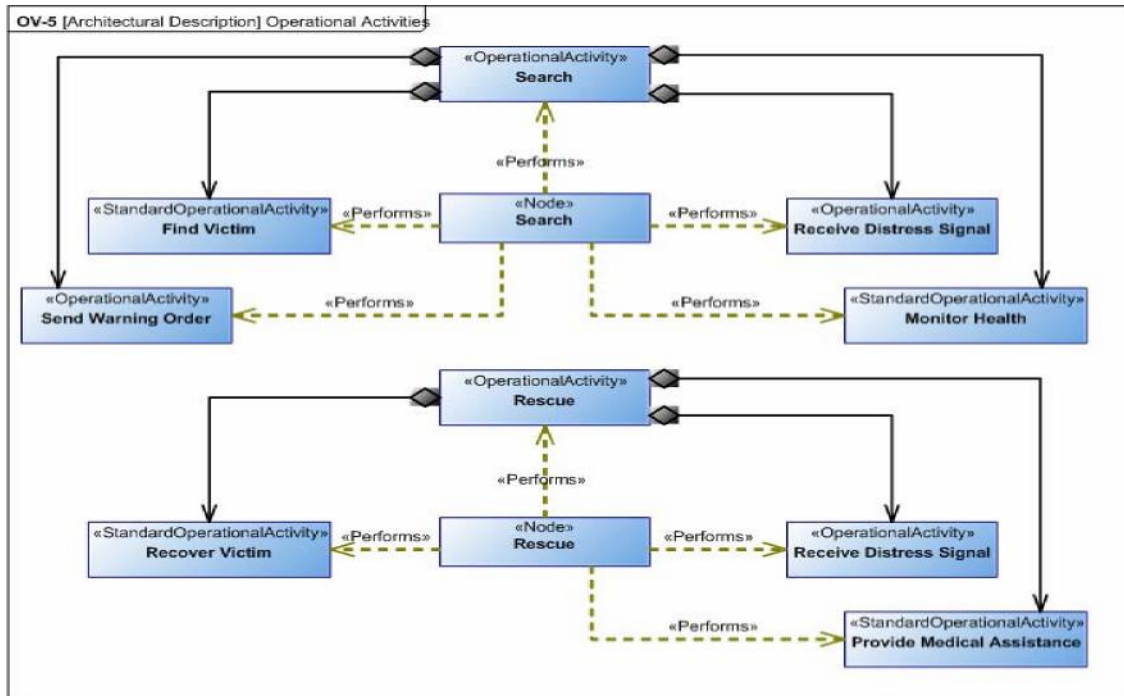 OV-5 [Architectural Description] Operational Activities
«OperationalActivity»
Search
«Performs»
«StandardOperationalActivity»
Find Victim
«Performs»
«Node»
Search
«Performs»
«OperationalActivity»
Receive Distress Signal
«OperationalActivity»
Send Warning Order
«Performs»
«Performs»
«StandardOperationalActivity»
Monitor Health
«OperationalActivity»
Rescue
«Performs»
«StandardOperationalActivity»
Recover Victim
«Performs»
«Node»
Rescue
«Performs»
«OperationalActivity»
Receive Distress Signal
«Performs»
«StandardOperationalActivity»
Provide Medical Assistance